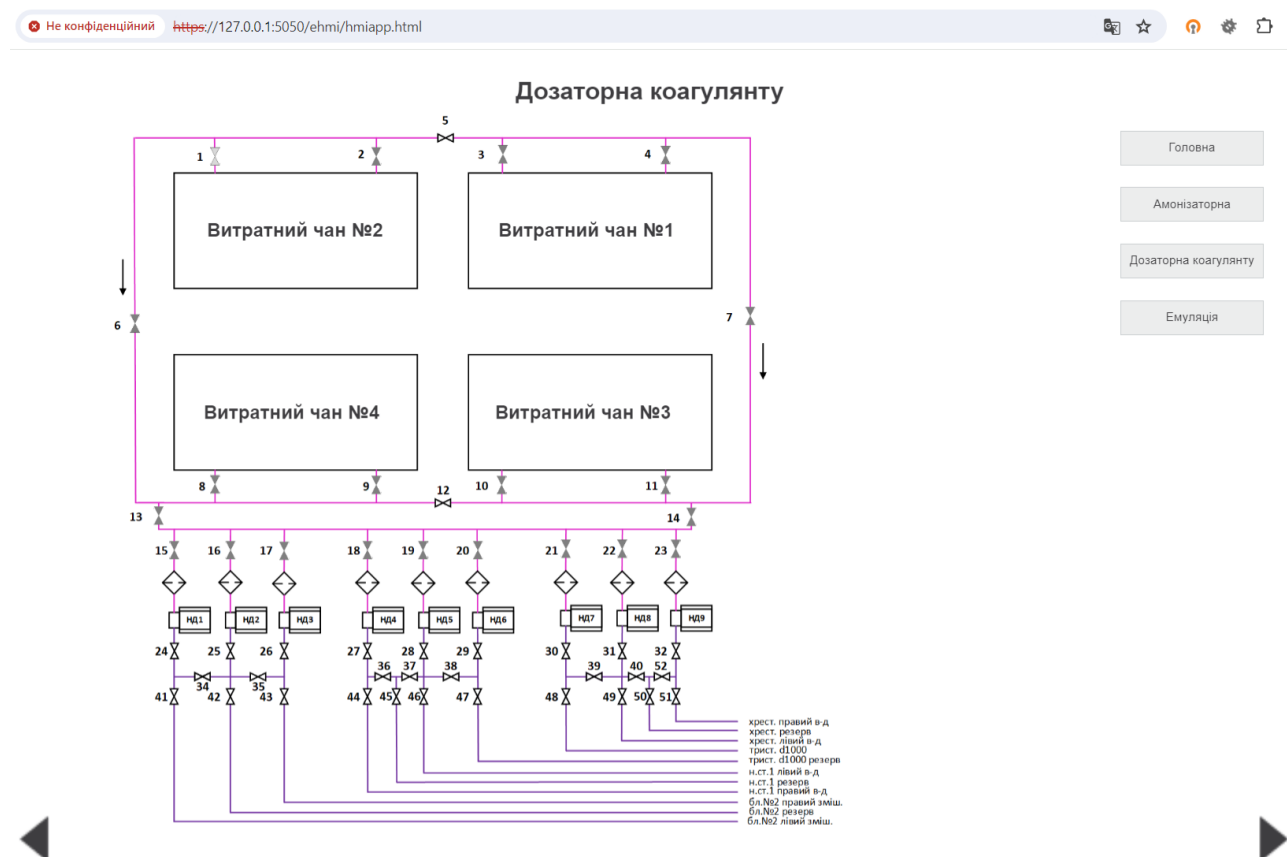 Не конфіденційний https://127.0.0.1:5050/ehmi/hmiapp.html
Дозаторна коагулянту
5
1 2 3 4
Витратний чан №2 Витратний чан №1
6 7
Витратний чан №4 Витратний чан №3
8 9 12 10 11
13 14
15 16 17 18 19 20 21 22 23
НД1 НД2 НД3 НД4 НД5 НД6 НД7 НД8 НД9
24 25 26 27 28 29 30 31 32
34 35 36 37 38 39 40 52
41 42 43 44 45 46 47 48 49 50 51
хрест. правий в-д
хрест. резерв
хрест. лівий в-д
трист. d1000
трист. d1000 резерв
н.ст.1 лівий в-д
н.ст.1 резерв
н.ст.1 правий в-д
бл.№2 правий зміш.
бл.№2 резерв
бл.№2 лівий зміш.
Головна
Амонізаторна
Дозаторна коагулянту
Емуляція